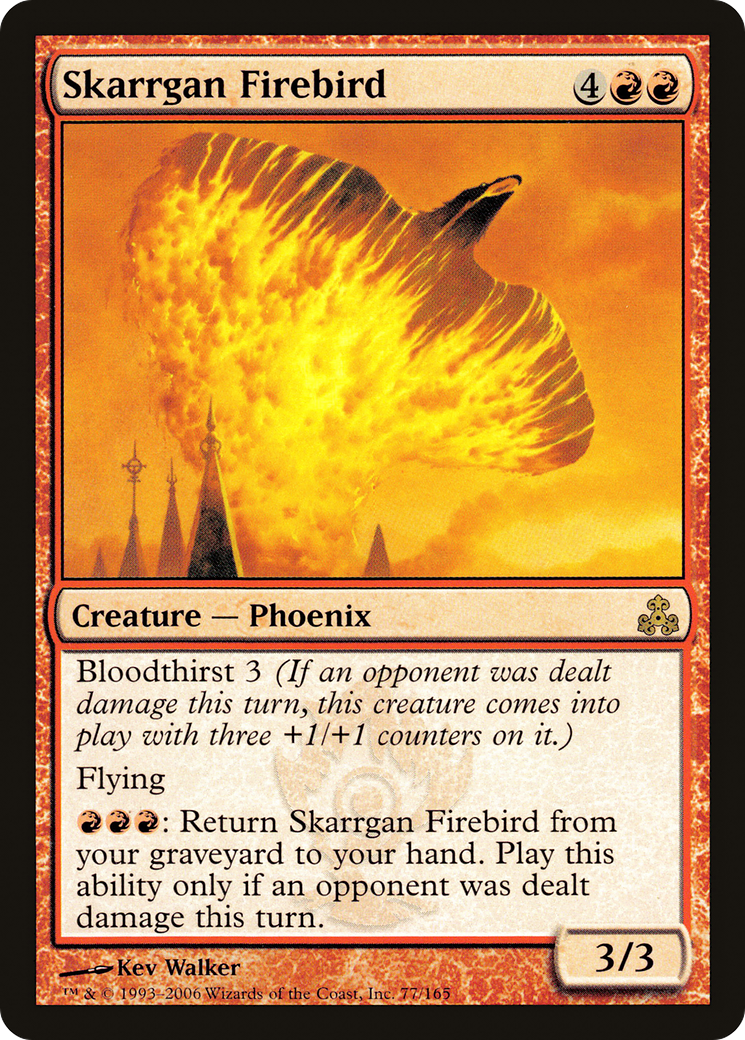 Skarrgan Firebird 4
Creature — Phoenix
Bloodthirst 3 (If an opponent was dealt
damage this turn, this creature comes into
play with three +1/+1 counters on it.)
Flying
: Return Skarrgan Firebird from
your graveyard to your hand. Play this
ability only if an opponent was dealt
damage this turn.
3/3
Kev Walker
™ & © 1993–2006 Wizards of the Coast, Inc. 77/165